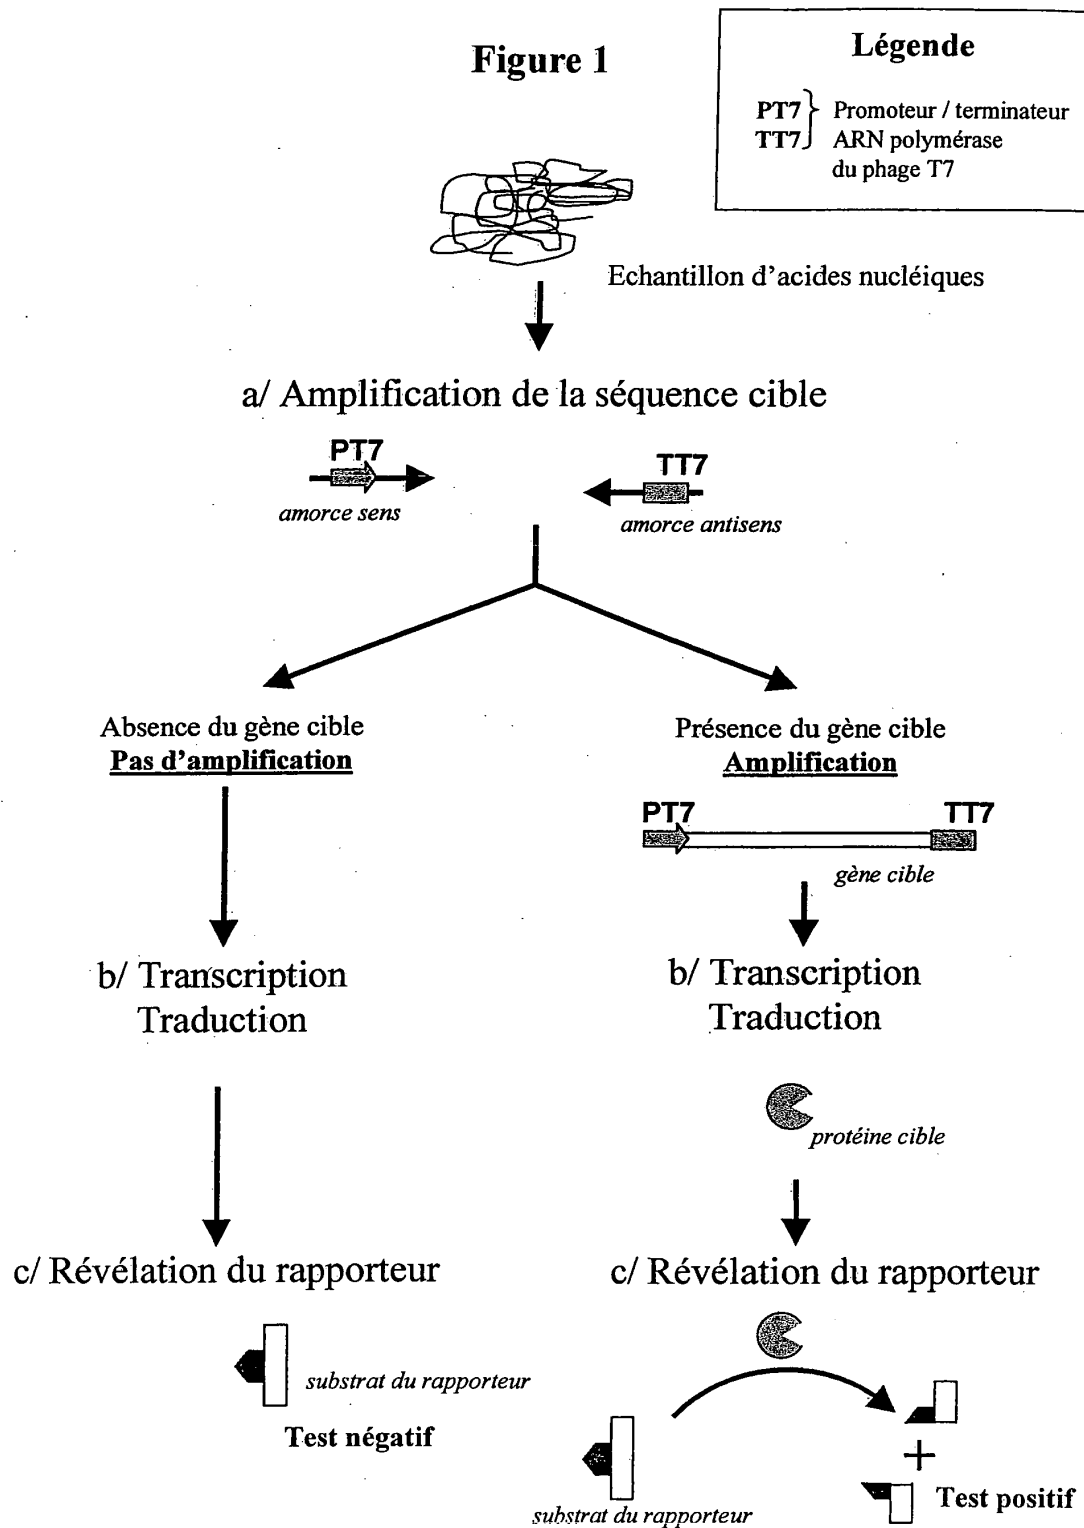 Figure 1
Légende
PT7 } Promoteur / terminateur
TT7 ARN polymérase
du phage T7
Echantillon d'acides nucléiques
a/ Amplification de la séquence cible
PT7
amorce sens
TT7
amorce antisens
Absence du gène cible
Pas d'amplification
Présence du gène cible
Amplification
PT7
TT7
gène cible
b/ Transcription
Traduction
b/ Transcription
Traduction
protéine cible
c/ Révélation du rapporteur
c/ Révélation du rapporteur
substrat du rapporteur
Test négatif
+
Test positif
substrat du rapporteur